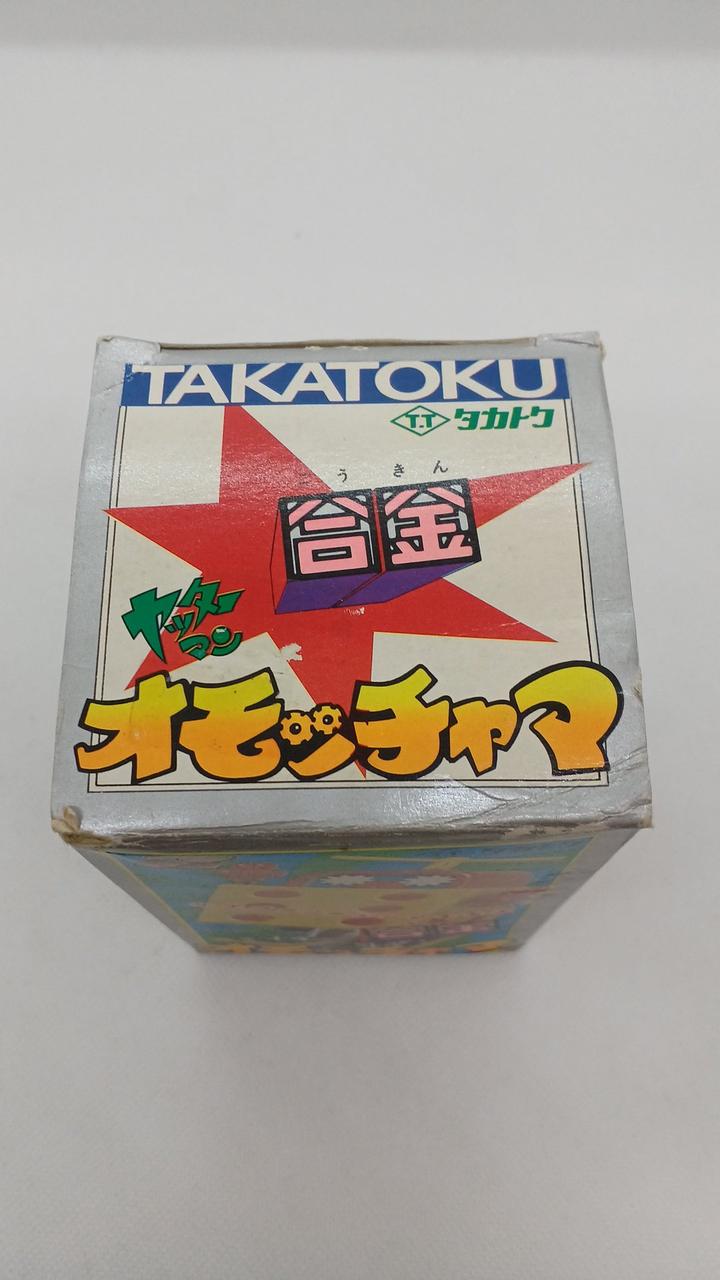 TAKATOKU
T.T タカトク
ごうきん
合金
ヤッター
マン
オモッチャマ